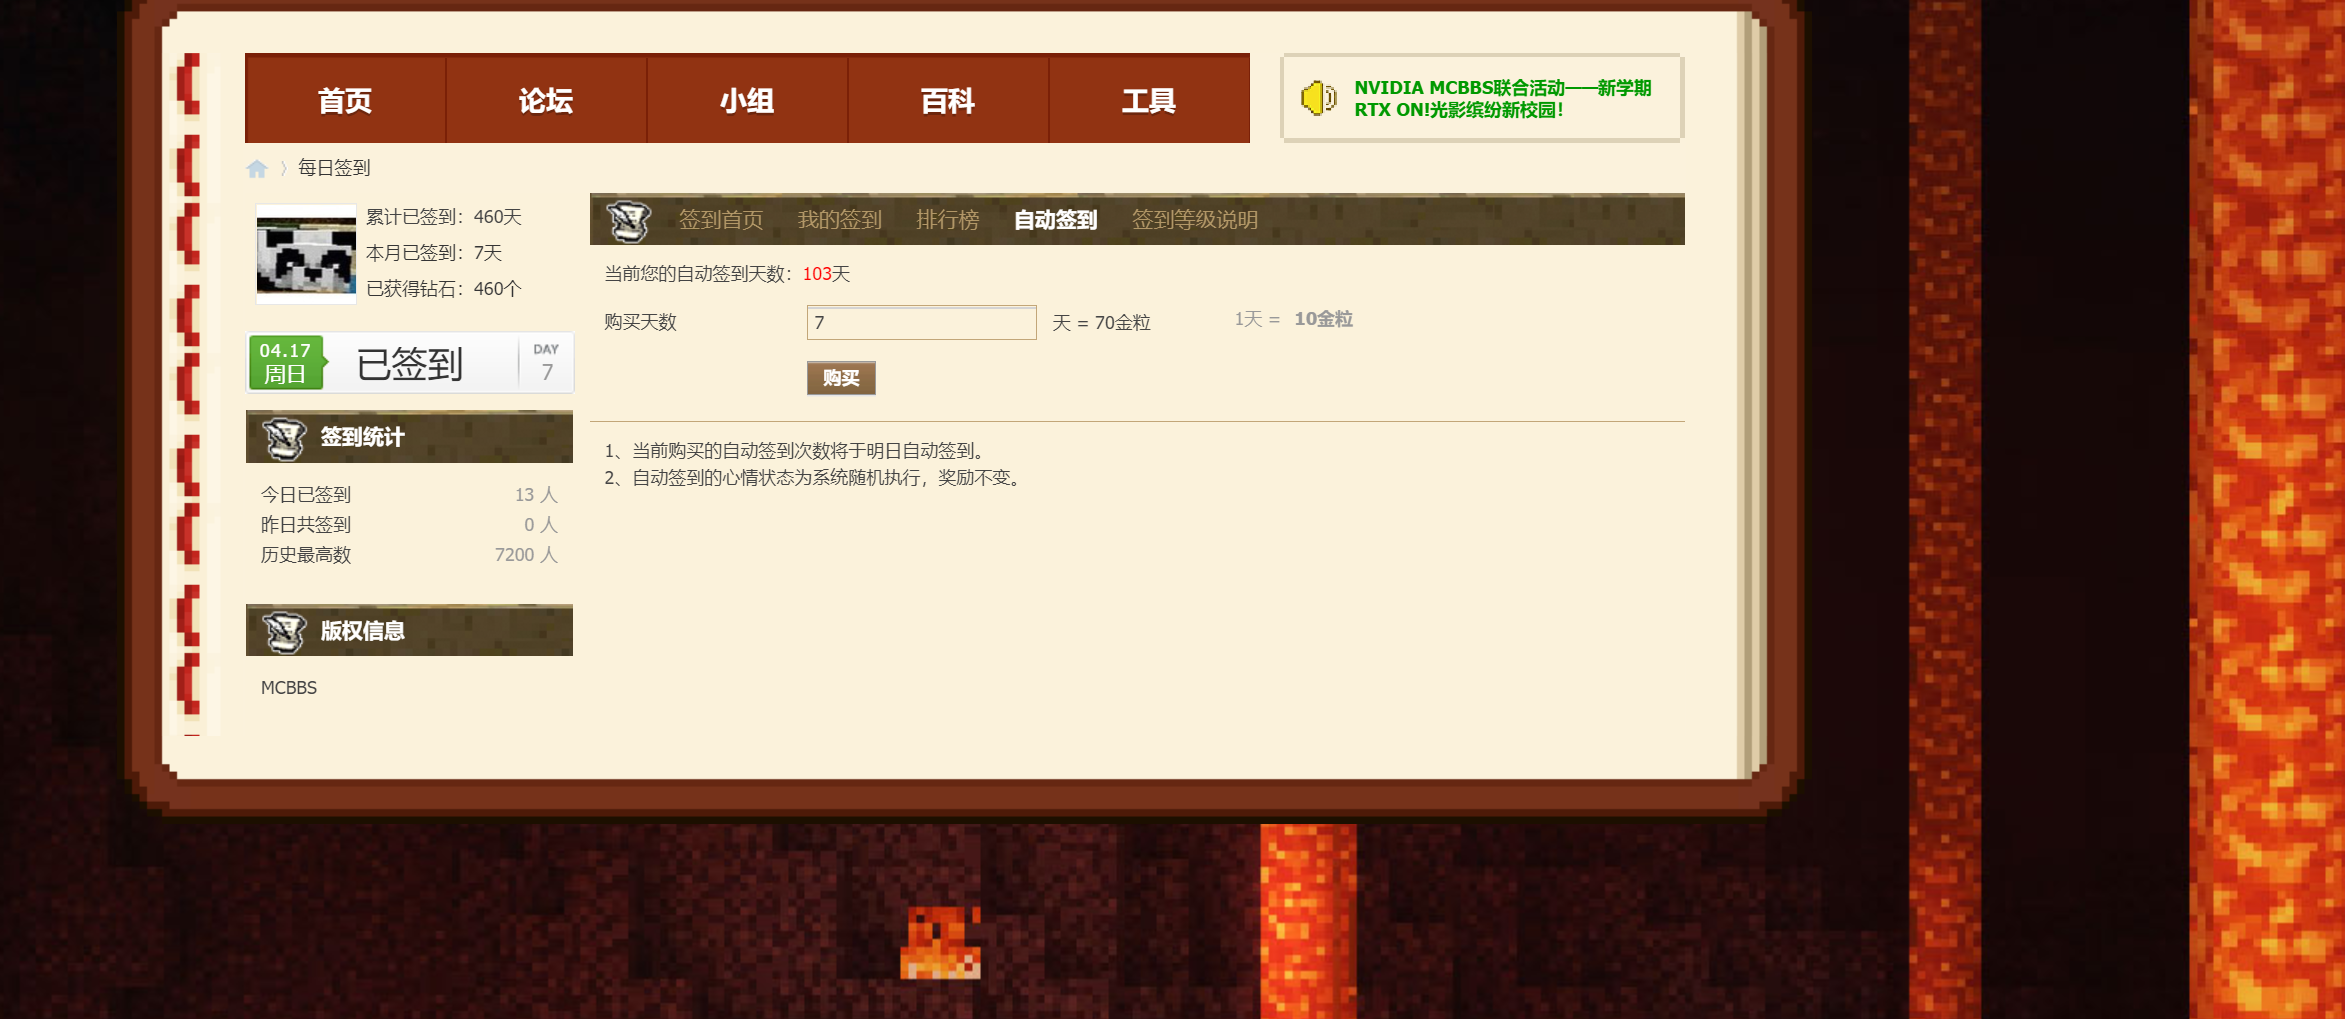 首页 论坛 小组 百科 工具
NVIDIA MCBBS联合活动——新学期
RTX ON!光影缤纷新校园！
〉每日签到
累计已签到：460天
本月已签到：7天
已获得钻石：460个
04.17
周日
已签到
DAY
7
签到统计
今日已签到 13 人
昨日共签到 0 人
历史最高数 7200 人
版权信息
MCBBS
签到首页 我的签到 排行榜 自动签到 签到等级说明
当前您的自动签到天数：103天
购买天数 7 天 = 70金粒 1天 = 10金粒
购买
1、当前购买的自动签到次数将于明日自动签到。
2、自动签到的心情状态为系统随机执行，奖励不变。